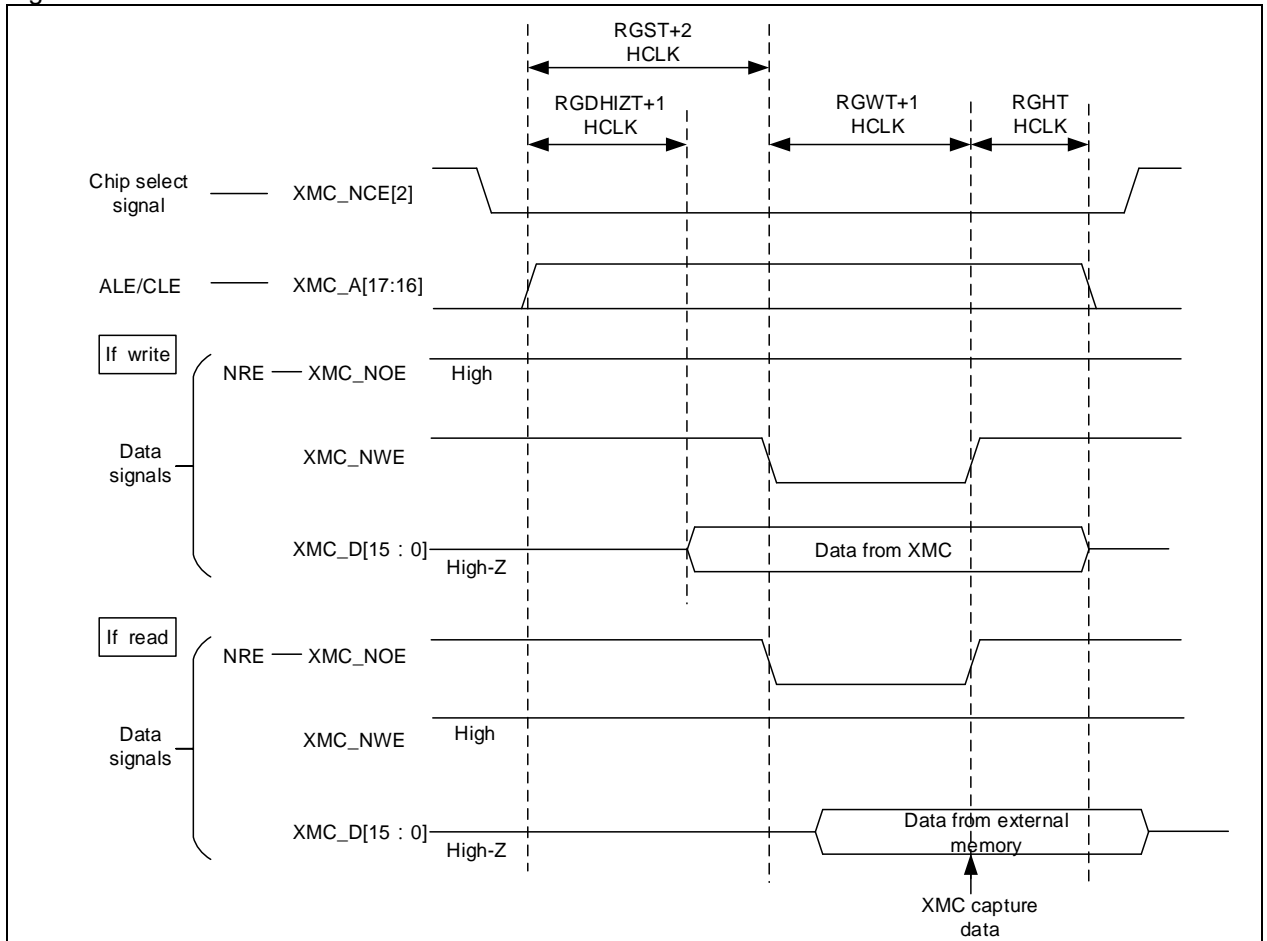 RGST+2
HCLK
RGDHIZT+1
HCLK
RGWT+1
HCLK
RGHT
HCLK
Chip select
signal
XMC_NCE[2]
ALE/CLE
XMC_A[17:16]
If write
NRE
XMC_NOE
High
Data
signals
XMC_NWE
XMC_D[15 : 0]
High-Z
Data from XMC
If read
NRE
XMC_NOE
Data
signals
XMC_NWE
High
XMC_D[15 : 0]
High-Z
Data from external
memory
XMC capture
data